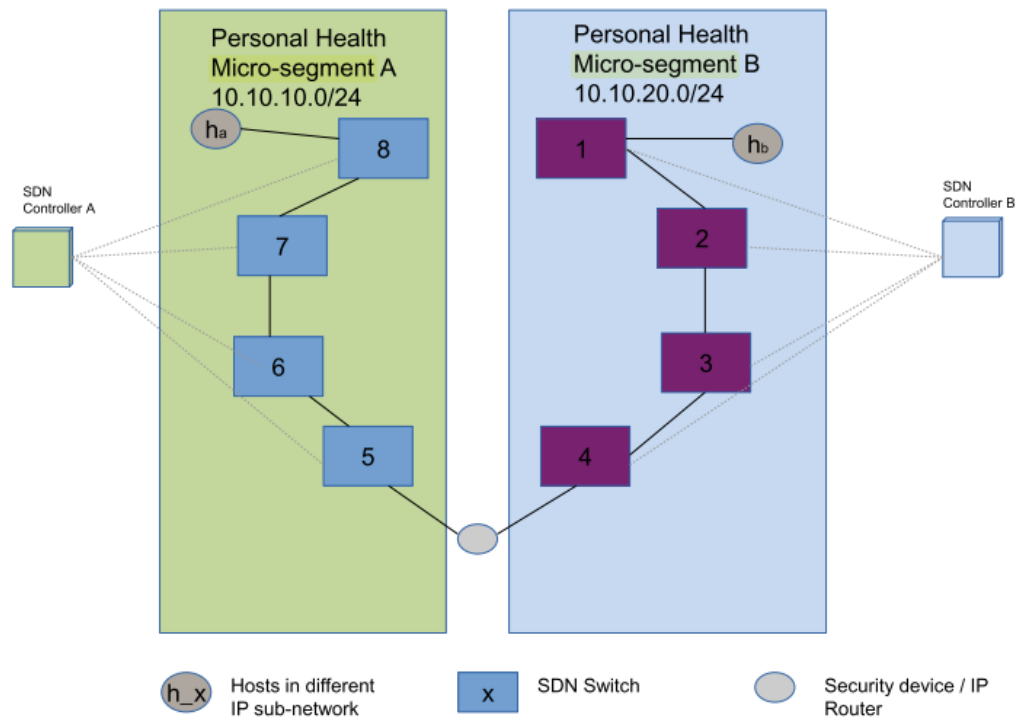 Personal Health
Micro-segment A
10.10.10.0/24
Personal Health
Micro-segment B
10.10.20.0/24
ha
8
1
hb
SDN
Controller A
SDN
Controller B
7
2
6
3
5
4
h_x
Hosts in different
IP sub-network
x
SDN Switch
Security device / IP
Router